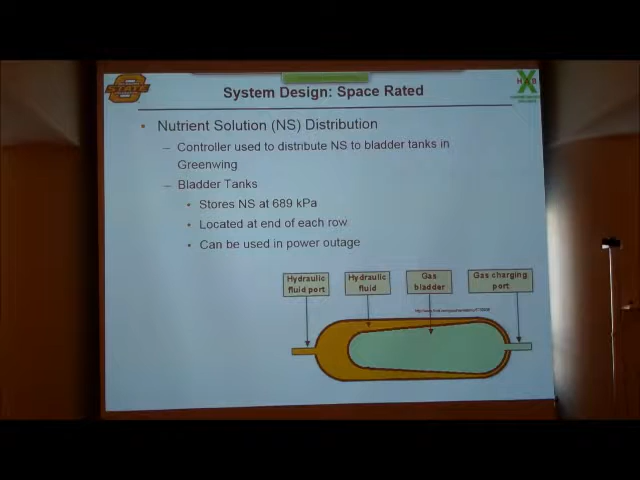 STATE
System Design: Space Rated
X
• Nutrient Solution (NS) Distribution
– Controller used to distribute NS to bladder tanks in
Greenwing
– Bladder Tanks
• Stores NS at 689 kPa
• Located at end of each row
• Can be used in power outage
Hydraulic
fluid port
Hydraulic
fluid
Gas
bladder
Gas charging
port